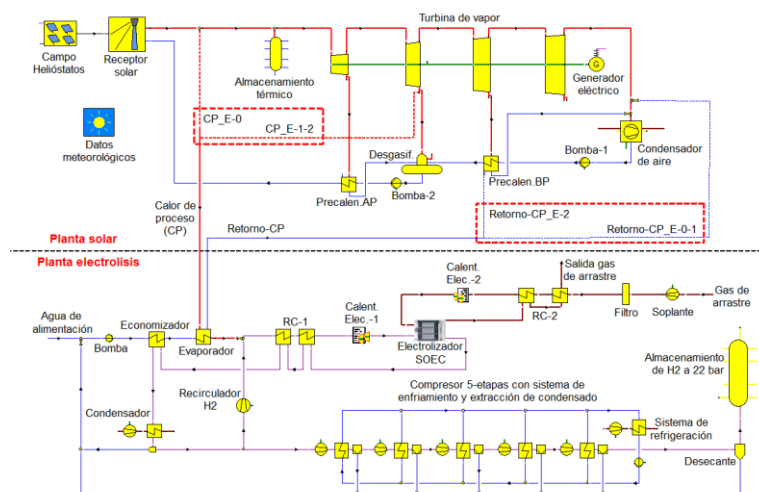 Turbina de vapor
Campo
Helióstatos
Receptor
solar
Almacenamiento
térmico
G
Generador
eléctrico
CP_E-0
CP_E-1-2
Datos
meteorológicos
Desgasif.
Bomba-1
Condensador
de aire
Precalen.AP
Bomba-2
Precalen.BP
Calor de
proceso
(CP)
Retorno-CP_E-2
Retorno-CP_E-0-1
Retorno-CP
Planta solar
Planta electrolisis
Salida gas
de arrastre
Calent.
Elec.-2
Gas de
arrastre
RC-2
Filtro
Soplante
Agua de
alimentación
Economizador
RC-1
Calent.
Elec.-1
Bomba
Evaporador
Electrolizador
SOEC
Almacenamiento
de H2 a 22 bar
Recirculador
H2
Condensador
Compresor 5-etapas con sistema de
enfriamiento y extracción de condensado
Sistema de
refrigeración
Desecante